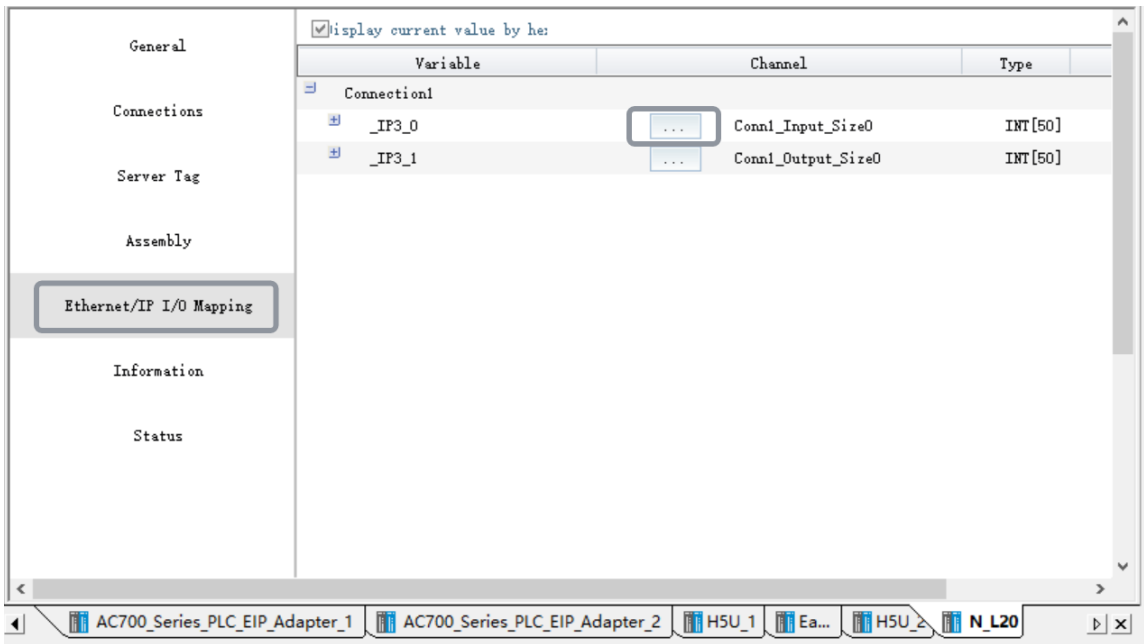 General
Connections
Server Tag
Assembly
Ethernet/IP I/O Mapping
Information
Status
isplay current value by he
Variable Channel Type
Connection1
_IP3_0 ... Conn1_Input_Size0 INT[50]
_IP3_1 ... Conn1_Output_Size0 INT[50]
AC700_Series_PLC_EIP_Adapter_1 AC700_Series_PLC_EIP_Adapter_2 H5U_1 Ea... H5U_2 N_L20